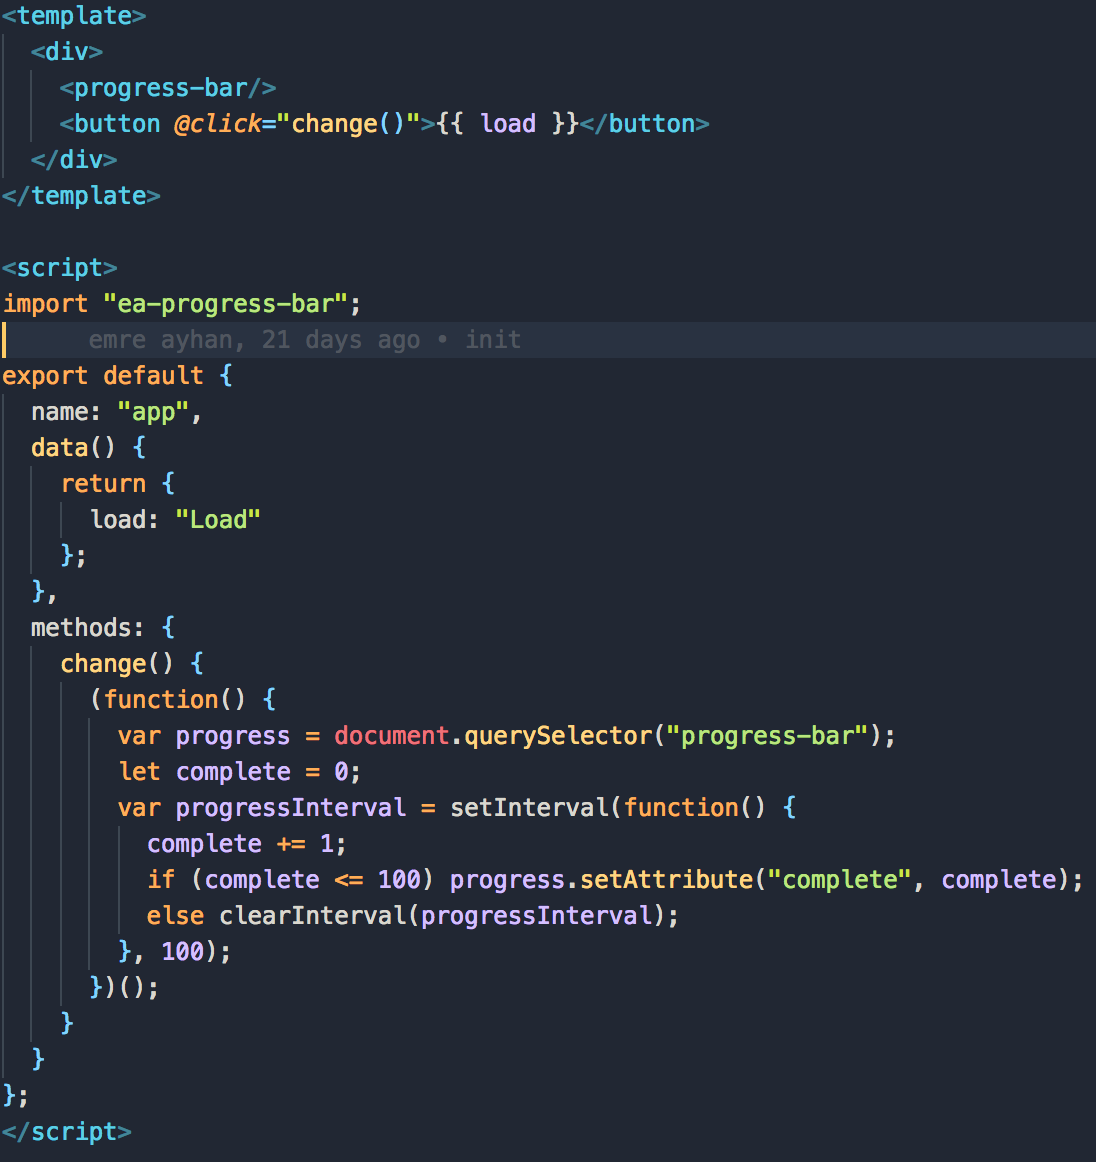 <template>
  <div>
    <progress-bar/>
    <button @click="change()">{{ load }}</button>
  </div>
</template>

<script>
import "ea-progress-bar";
      emre ayhan, 21 days ago • init
export default {
  name: "app",
  data() {
    return {
      load: "Load"
    };
  },
  methods: {
    change() {
      (function() {
        var progress = document.querySelector("progress-bar");
        let complete = 0;
        var progressInterval = setInterval(function() {
          complete += 1;
          if (complete <= 100) progress.setAttribute("complete", complete);
          else clearInterval(progressInterval);
        }, 100);
      })();
    }
  }
};
</script>